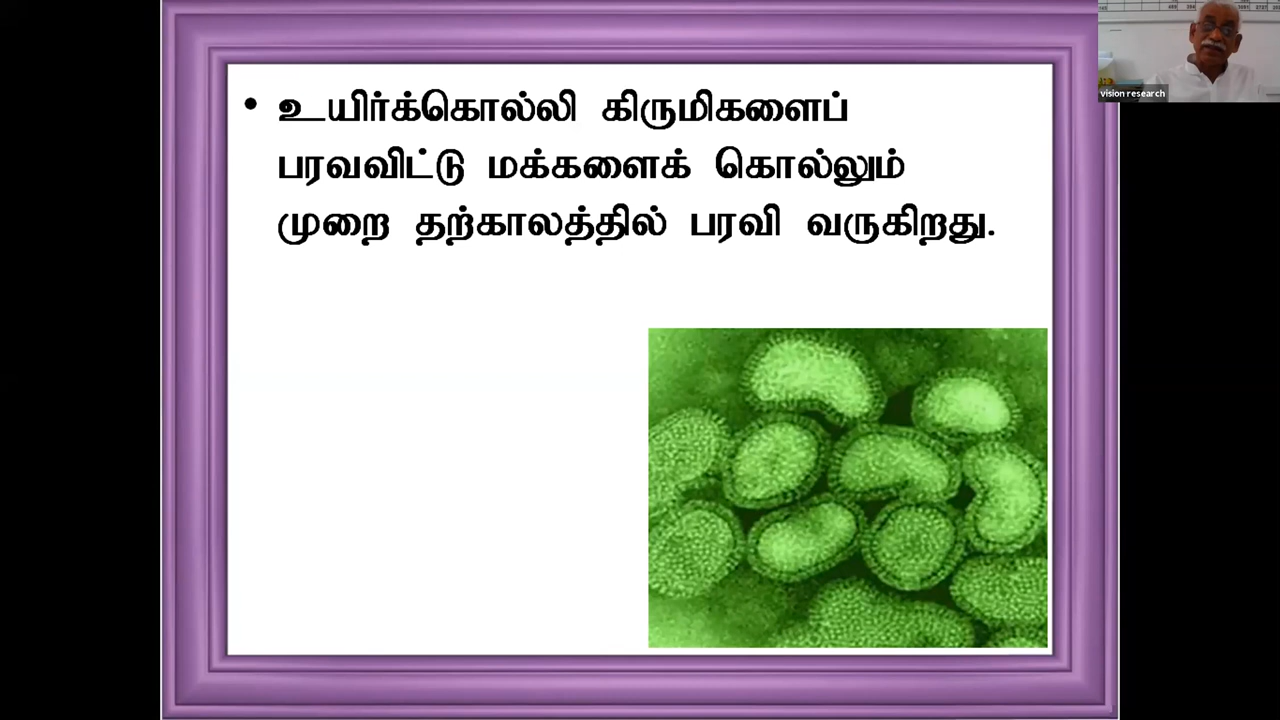 • உயிர்க்கொல்லி கிருமிகளைப்
பரவவிட்டு மக்களைக் கொல்லும்
முறை தற்காலத்தில் பரவி வருகிறது.
vision research